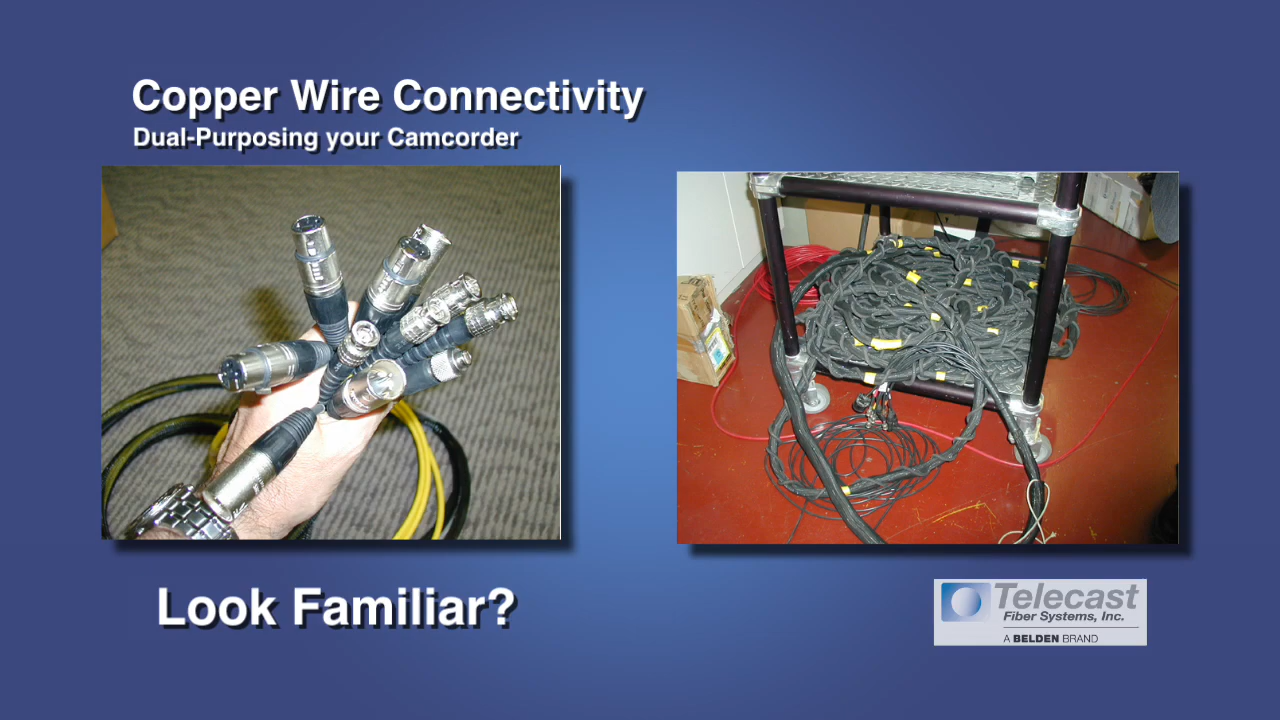 Copper Wire Connectivity
Dual-Purposing your Camcorder
Look Familiar?
Telecast
Fiber Systems, Inc.
A BELDEN BRAND